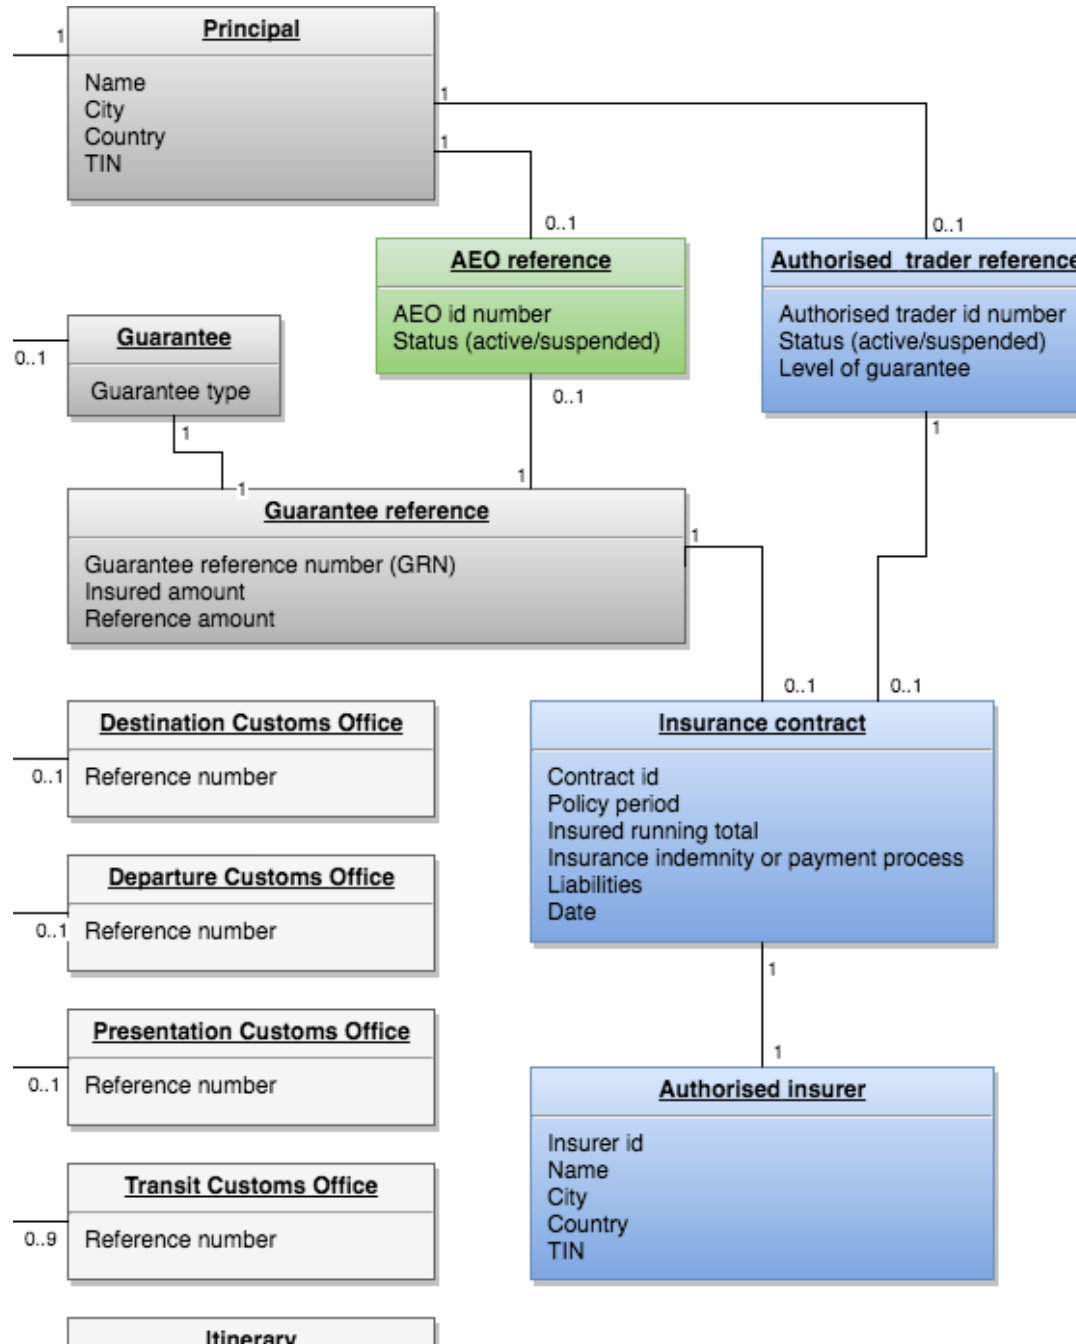 Principal
1
Name
City
Country
TIN
1
1
0..1
0..1
AEO reference
AEO id number
Status (active/suspended)
Authorised trader reference
Authorised trader id number
Status (active/suspended)
Level of guarantee
Guarantee
0..1
Guarantee type
0..1
1
1
1
1
Guarantee reference
Guarantee reference number (GRN)
Insured amount
Reference amount
1
0..1
0..1
Destination Customs Office
0..1
Reference number
Insurance contract
Contract id
Policy period
Insured running total
Insurance indemnity or payment process
Liabilities
Date
Departure Customs Office
0..1
Reference number
1
Presentation Customs Office
0..1
Reference number
1
Authorised insurer
Insurer id
Name
City
Country
TIN
Transit Customs Office
0..9
Reference number
Itinerary